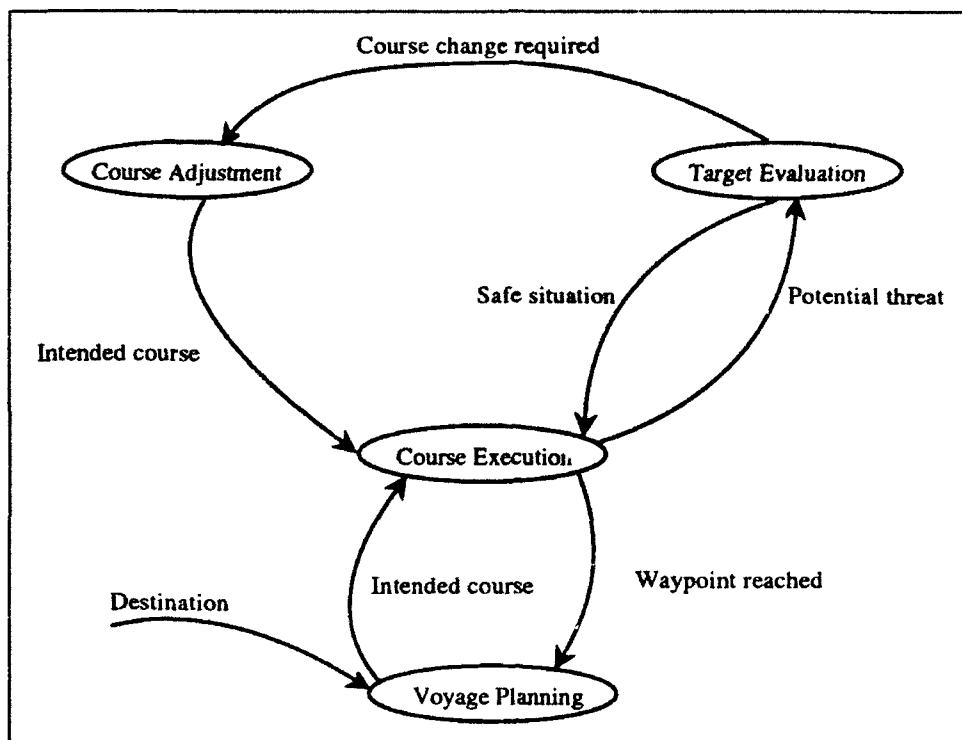 Course change required
Course Adjustment
Target Evaluation
Safe situation
Potential threat
Intended course
Course Execution
Intended course
Waypoint reached
Destination
Voyage Planning